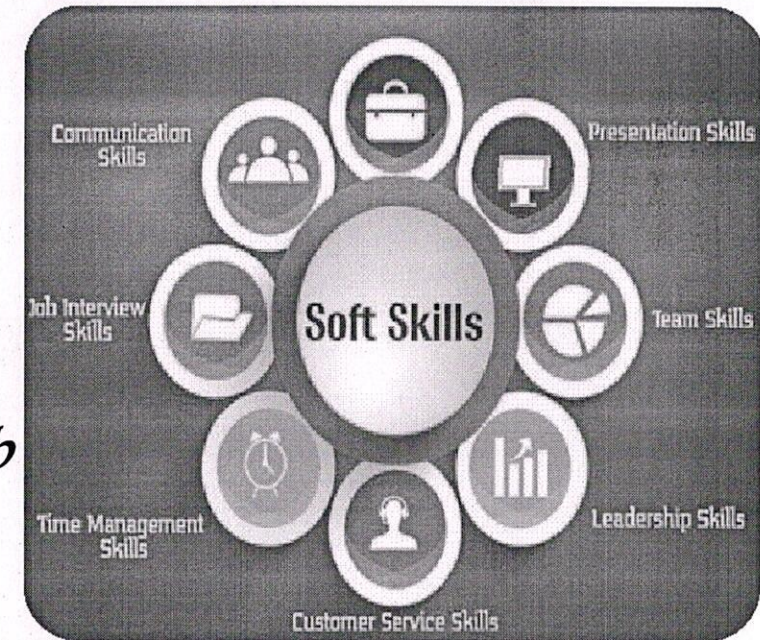 Communication
Skills
Presentation Skills
Job Interview
Skills
Soft Skills
Team Skills
Time Management
Skills
Leadership Skills
Customer Service Skills